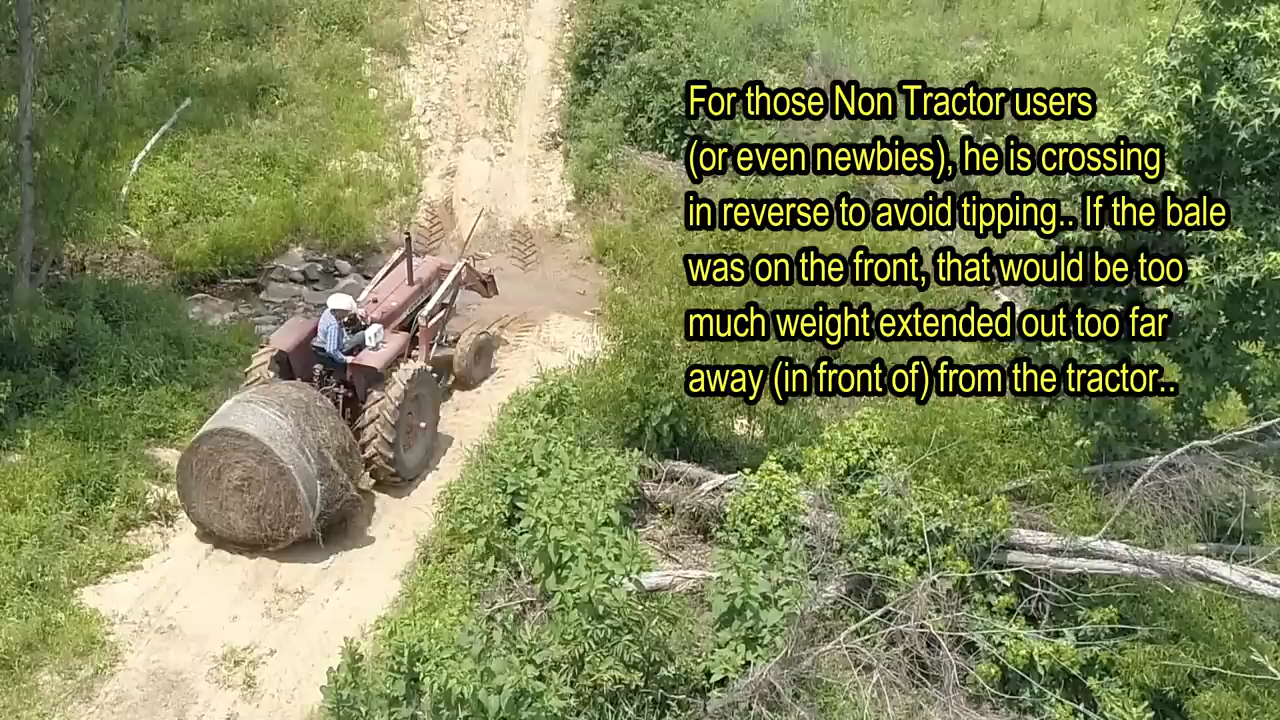 For those Non Tractor users
(or even newbies), he is crossing
in reverse to avoid tipping.. If the bale
was on the front, that would be too
much weight extended out too far
away (in front of) from the tractor..